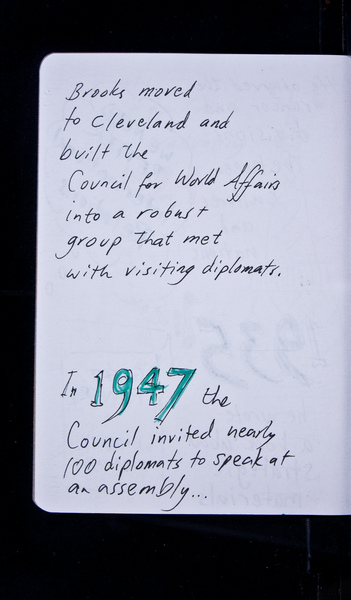 Brooks moved
to Cleveland and
built the
Council for World Affairs
into a robust
group that met
with visiting diplomats.
In 1947 the
Council invited nearly
100 diplomats to speak at
an assembly...